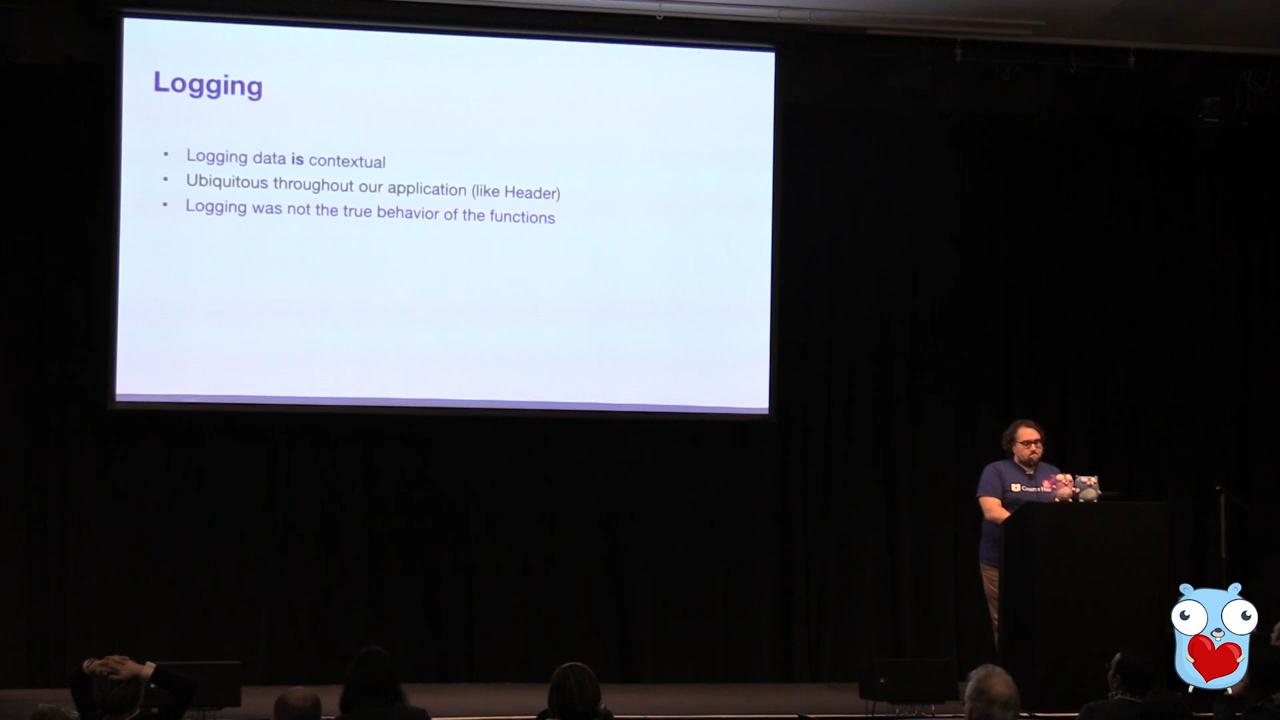 Logging
• Logging data is contextual
• Ubiquitous throughout our application (like Header)
• Logging was not the true behavior of the functions